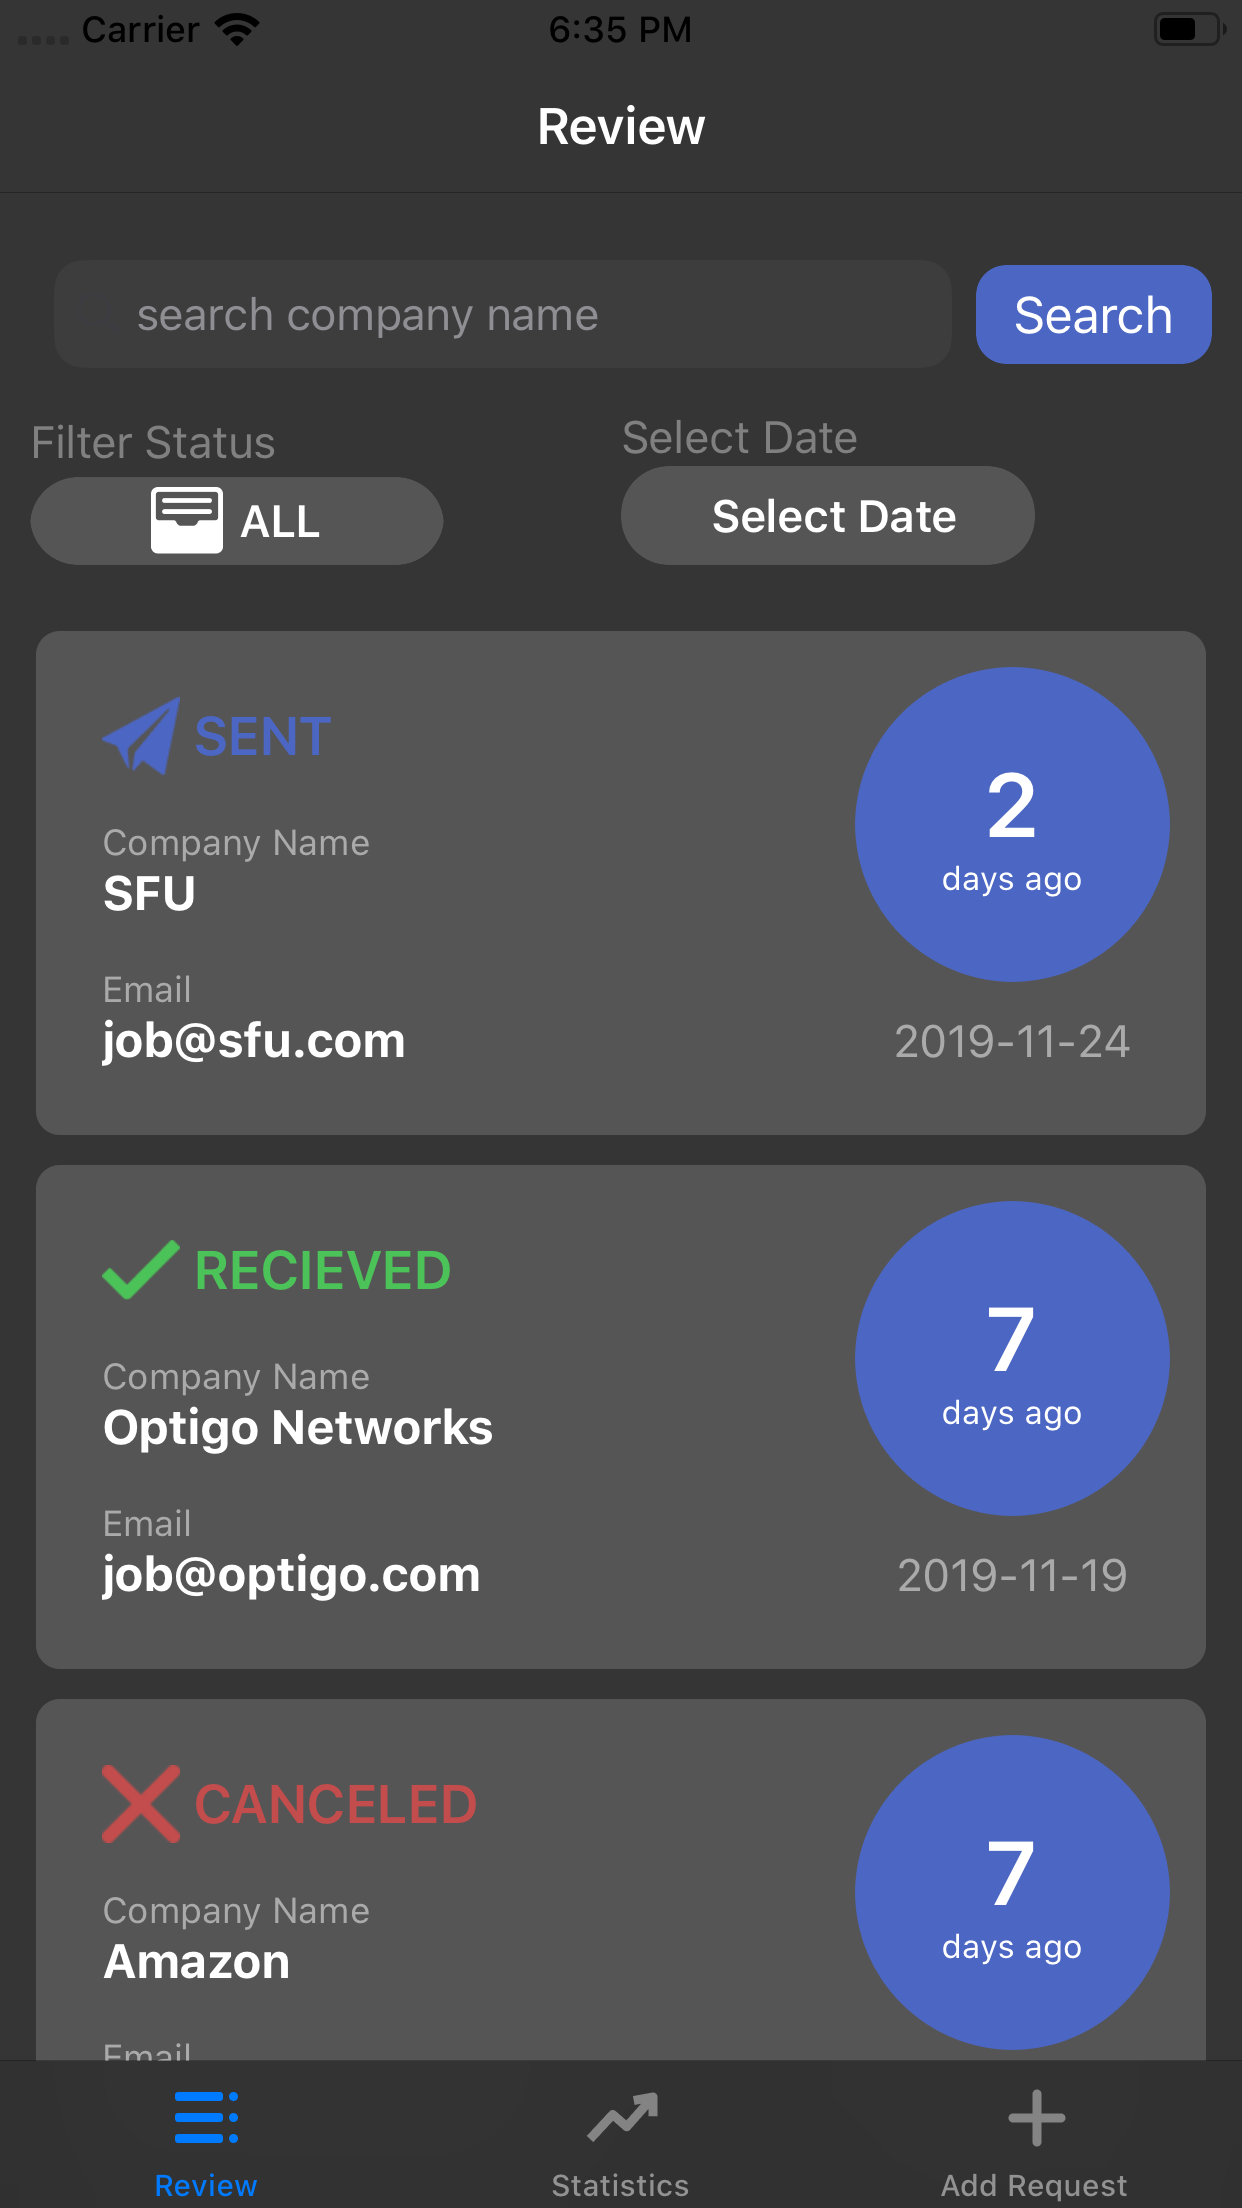 Carrier 6:35 PM
Review
search company name Search
Filter Status Select Date
ALL Select Date
SENT
2
days ago
Company Name
SFU
Email
job@sfu.com 2019-11-24
RECIEVED
7
days ago
Company Name
Optigo Networks
Email
job@optigo.com 2019-11-19
CANCELED
7
days ago
Company Name
Amazon
Email
Review Statistics Add Request